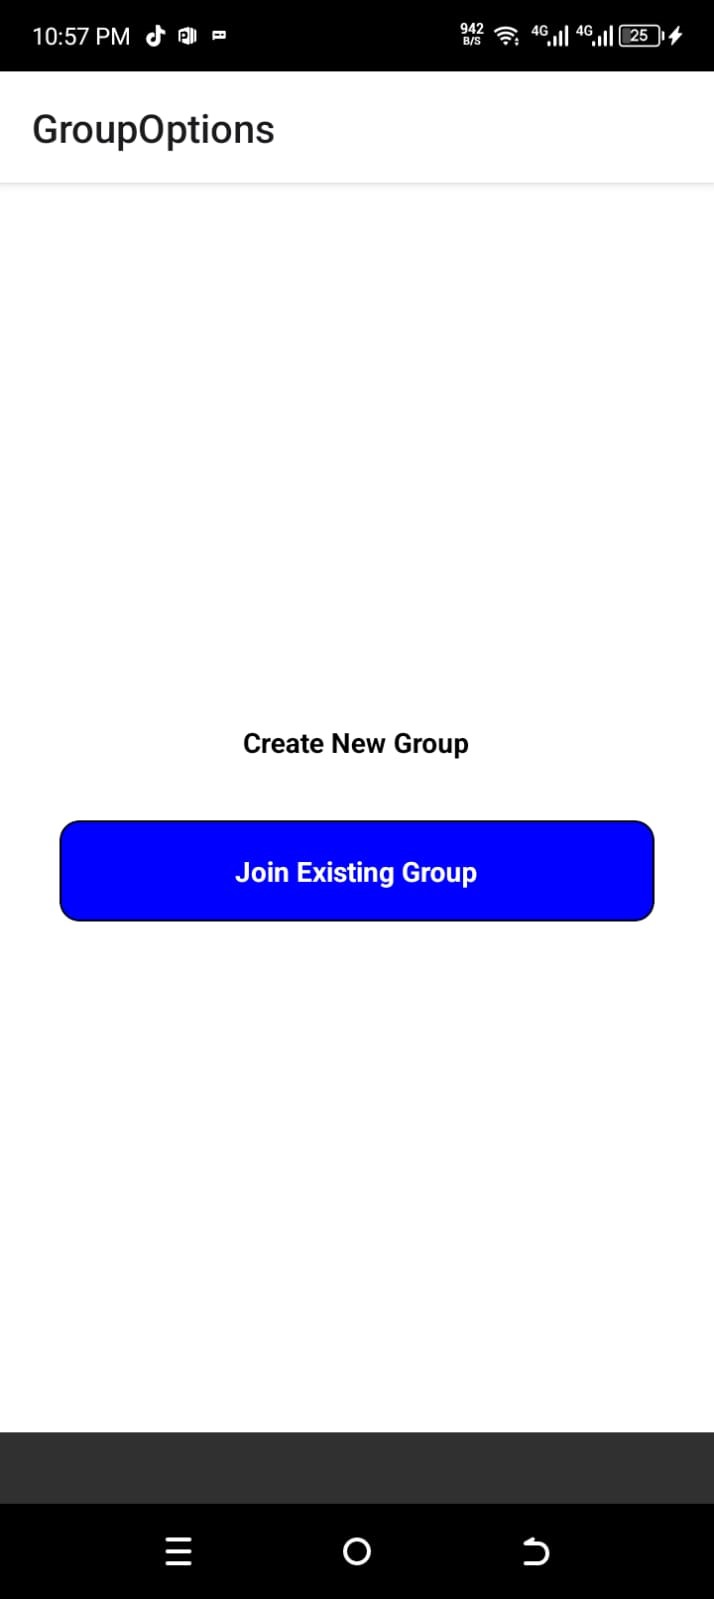 10:57 PM
942
B/S
4G
4G
25
GroupOptions
Create New Group
Join Existing Group